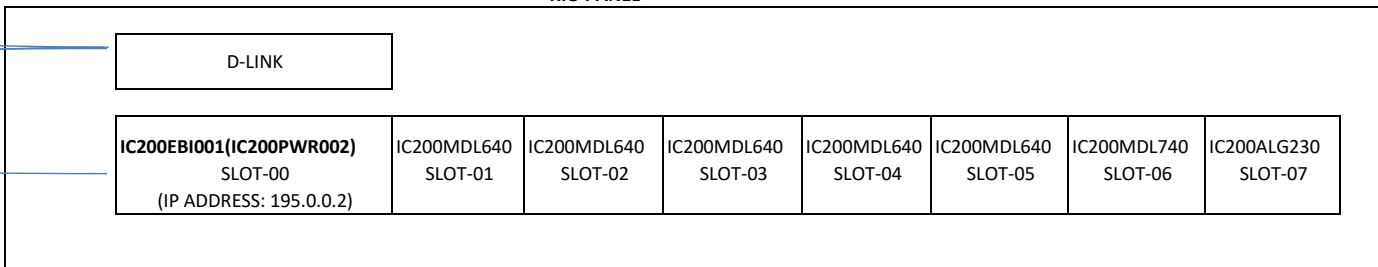 D-LINK
IC200EBI001(IC200PWR002) IC200MDL640 IC200MDL640 IC200MDL640 IC200MDL640 IC200MDL640 IC200MDL740 IC200ALG230
SLOT-00 SLOT-01 SLOT-02 SLOT-03 SLOT-04 SLOT-05 SLOT-06 SLOT-07
(IP ADDRESS: 195.0.0.2)